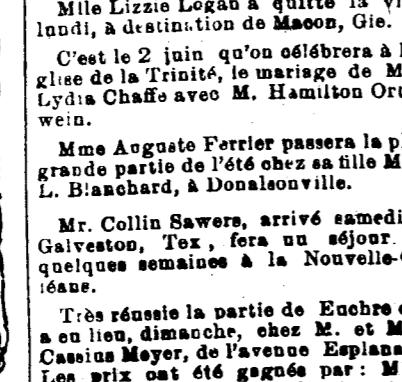 Mlle Lizzie Logan a quitté la
lundi, à destination de Macon, Gie.
C'est le 2 juin qu'on célébrera à
glise de la Trinité, le mariage de M
Lydia Chaffe avec M. Hamilton
wein.
Mme Auguste Ferrier passera la p
grande partie de l'été chez sa fille M
L. Blanchard, à Donalsonville.
Mr. Collin Sawers, arrivé samedi
Galveston, Tex, fera un séjour
quelques semaines à la Nouvelle-
léans.
Très réussie la partie de Euchre
a eu lieu, dimanche, chez M. et M
Cassius Meyer, de l'avenue Esplana
Les prix ont été gagnés par: M